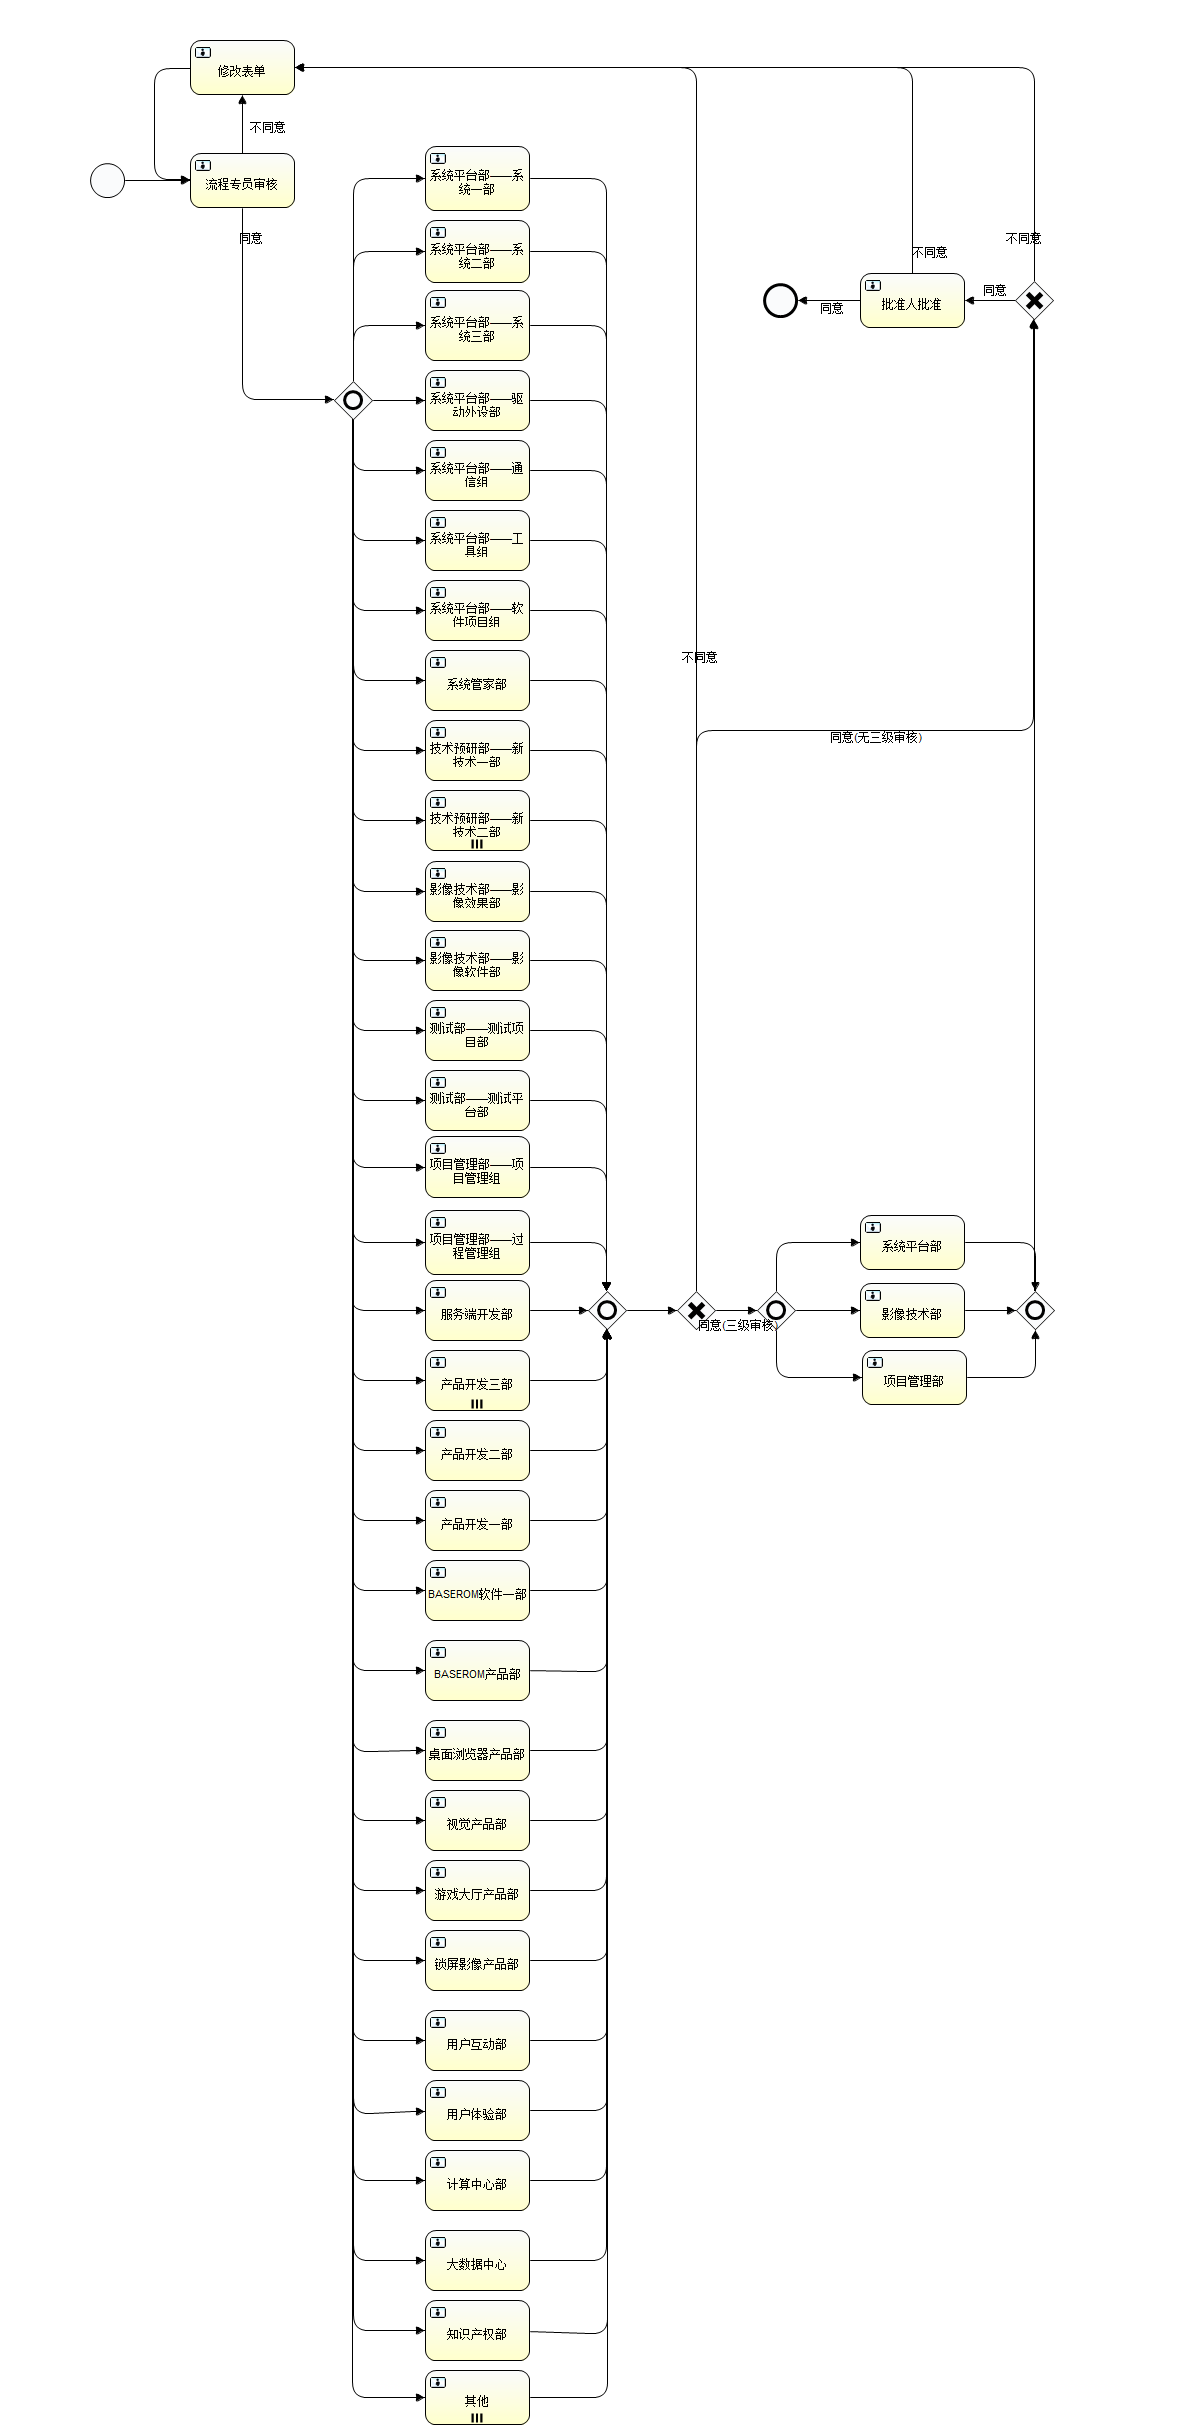 修改表单
不同意
流程专员审核
同意
系统平台部——系
统一部
系统平台部——系
统二部
系统平台部——系
统三部
系统平台部——驱
动外设部
系统平台部——通
信组
系统平台部——工
具组
系统平台部——软
件项目组
系统管家部
技术预研部——新
技术一部
技术预研部——新
技术二部
影像技术部——影
像效果部
影像技术部——影
像软件部
测试部——测试项
目部
测试部——测试平
台部
项目管理部——项
目管理组
项目管理部——过
程管理组
服务端开发部
产品开发三部
产品开发二部
产品开发一部
BASEROM软件一部
BASEROM产品部
桌面浏览器产品部
视觉产品部
游戏大厅产品部
锁屏影像产品部
用户互动部
用户体验部
计算中心部
大数据中心
知识产权部
其他
不同意
同意(无三级审核)
同意(三级审核)
系统平台部
影像技术部
项目管理部
不同意
同意
批准人批准
不同意
同意